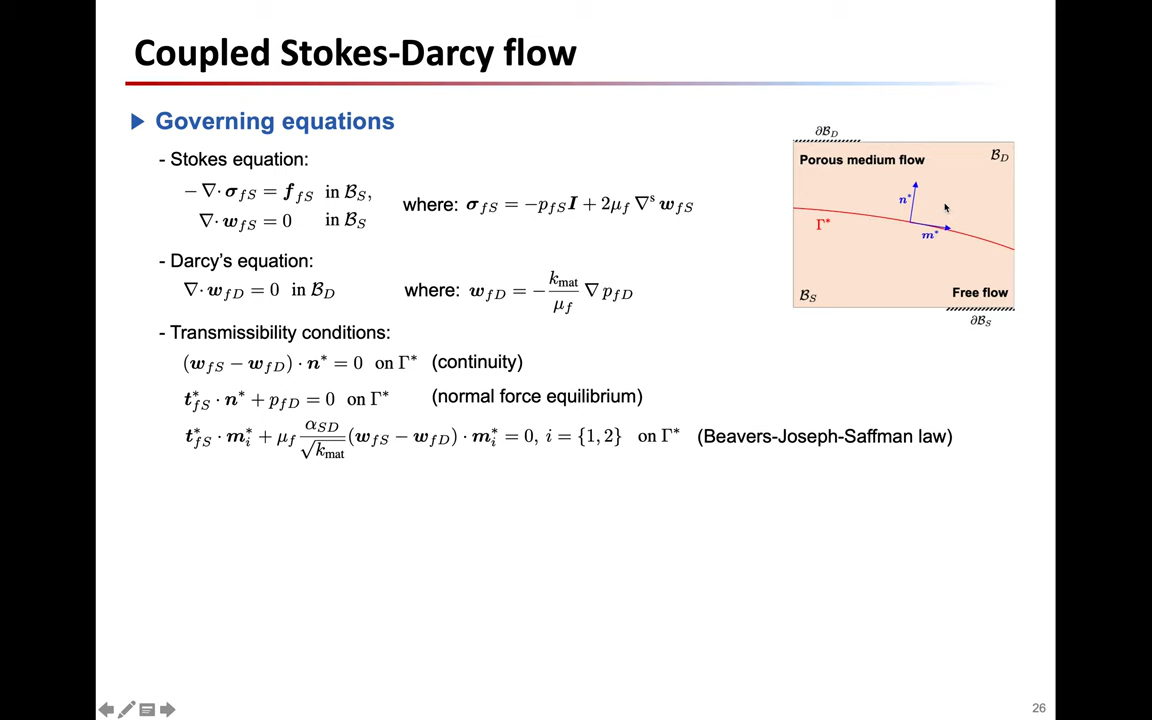 Coupled Stokes-Darcy flow
Governing equations
- Stokes equation:
−∇· σ_fS = f_fS in B_S,
∇· w_fS = 0 in B_S
where: σ_fS = −p_fS I + 2μ_f ∇ˢ w_fS
- Darcy's equation:
∇· w_fD = 0 in B_D
where: w_fD = − k_mat / μ_f ∇ p_fD
- Transmissibility conditions:
(w_fS − w_fD) · n* = 0 on Γ* (continuity)
t*_fS · n* + p_fD = 0 on Γ* (normal force equilibrium)
t*_fS · m*_i + μ_f α_SD / √k_mat (w_fS − w_fD) · m*_i = 0, i = {1, 2} on Γ* (Beavers-Joseph-Saffman law)
∂B_D
Porous medium flow B_D
n*
Γ*
m*
B_S Free flow
∂B_S
26